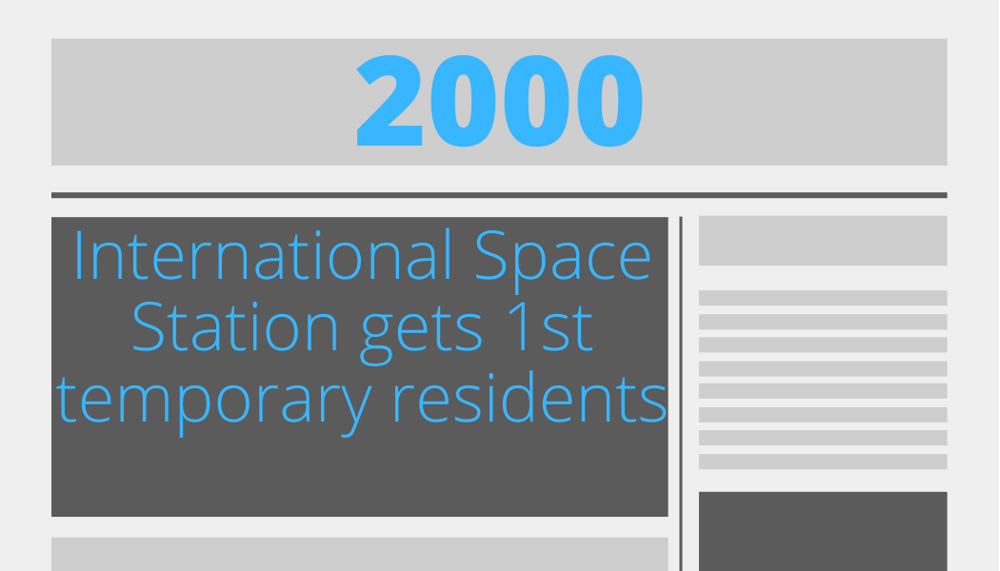 2000
International Space
Station gets 1st
temporary residents